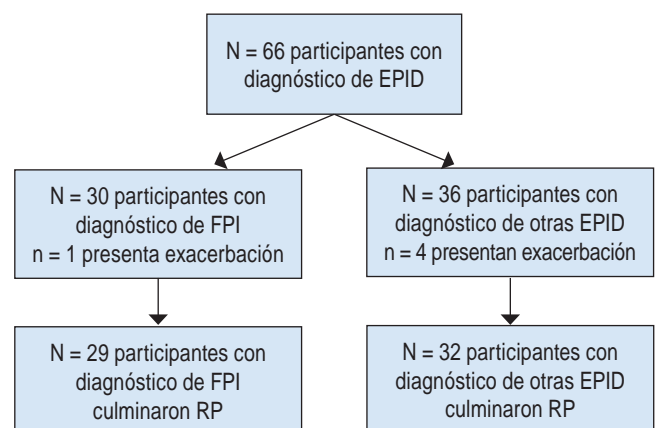 N = 66 participantes con
diagnóstico de EPID
N = 30 participantes con
diagnóstico de FPI
n = 1 presenta exacerbación
N = 36 participantes con
diagnóstico de otras EPID
n = 4 presentan exacerbación
N = 29 participantes con
diagnóstico de FPI
culminaron RP
N = 32 participantes con
diagnóstico de otras EPID
culminaron RP